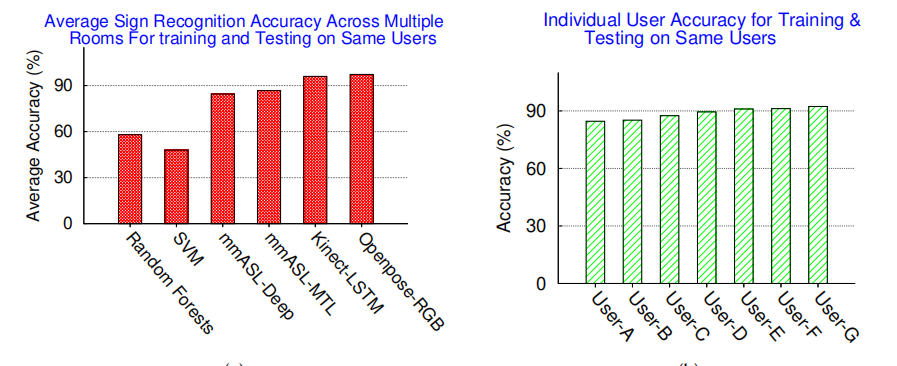 Average Sign Recognition Accuracy Across Multiple
Rooms For training and Testing on Same Users
Average Accuracy (%)
90
60
30
0
Random Forests
SVM
mmASL-Deep
mmASL-MTL
Kinect-LSTM
Openpose-RGB
Individual User Accuracy for Training &
Testing on Same Users
Accuracy (%)
90
60
30
0
User-A
User-B
User-C
User-D
User-E
User-F
User-G